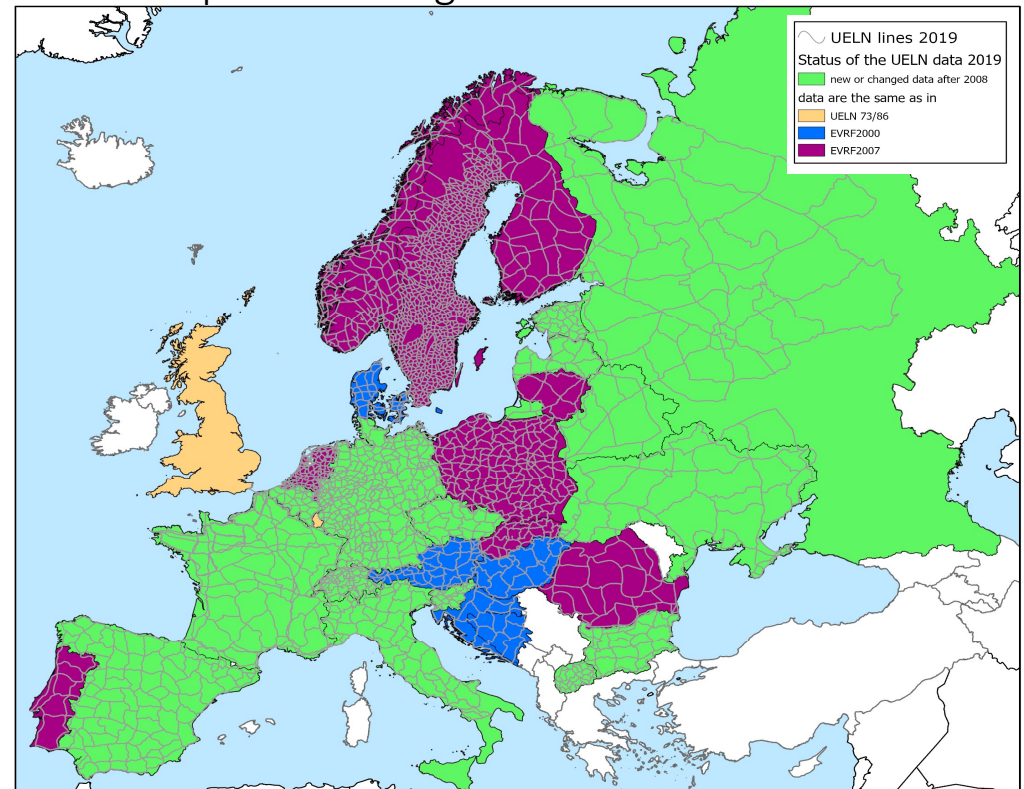 UELN lines 2019
Status of the UELN data 2019
new or changed data after 2008
data are the same as in
UELN 73/86
EVRF2000
EVRF2007